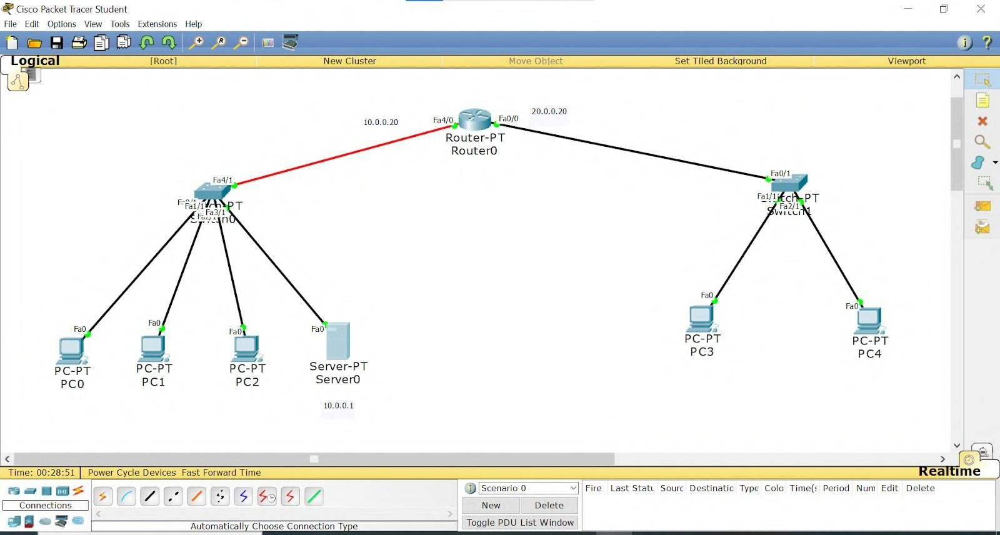 Cisco Packet Tracer Student
File Edit Options View Tools Extensions Help
Logical [Root] New Cluster Move Object Set Tiled Background Viewport
10.0.0.20 Fa4/0 Fa0/0 20.0.0.20
Router-PT
Router0
Fa4/1
Fa1/1
Fa3/1
Fa0/1
Fa1/1
Fa2/1
Switch1
Fa0
PC-PT
PC0
Fa0
PC-PT
PC1
Fa0
PC-PT
PC2
Fa0
Server-PT
Server0
10.0.0.1
Fa0
PC-PT
PC3
Fa0
PC-PT
PC4
Time: 00:28:51 Power Cycle Devices Fast Forward Time Realtime
Connections
Automatically Choose Connection Type
Scenario 0
New Delete
Toggle PDU List Window
Fire Last Statu Sourc Destinatic Type Colo Time(s Period Num Edit Delete